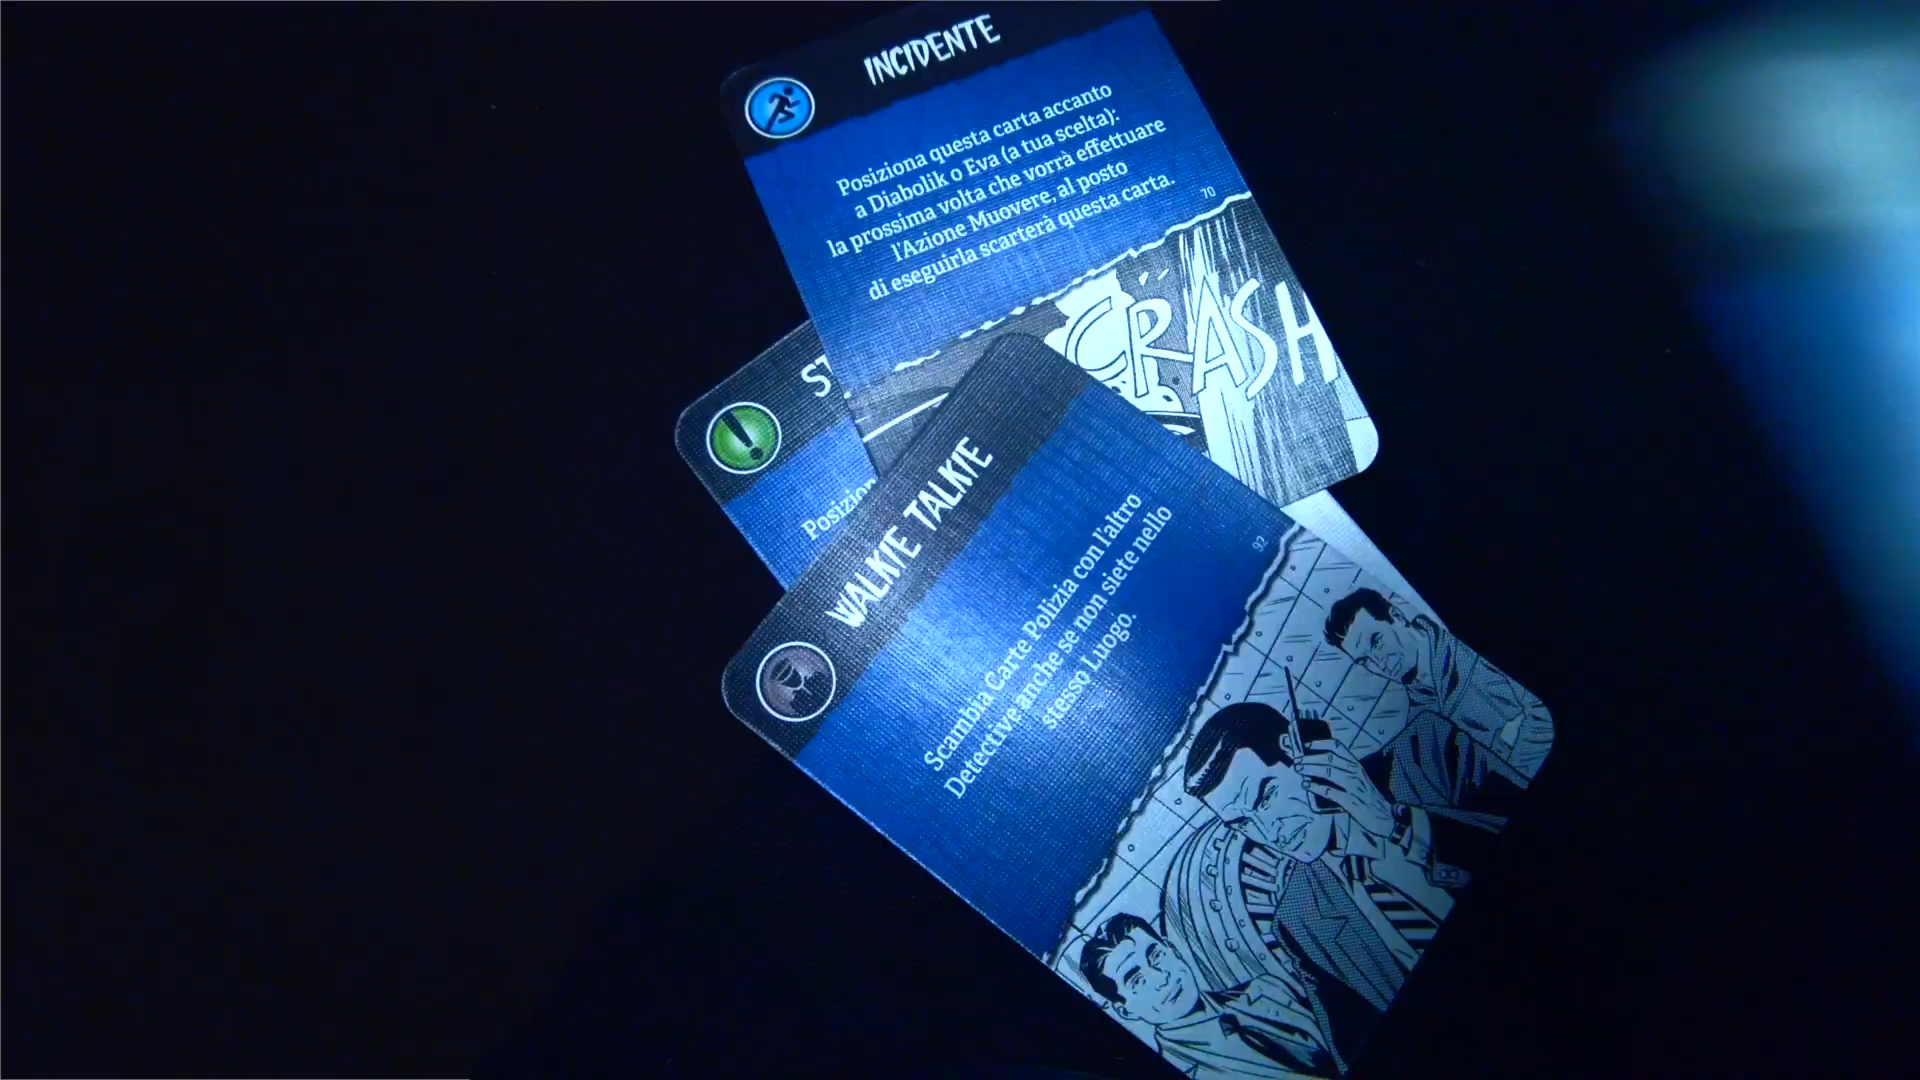 INCIDENTE
Posiziona questa carta accanto
a Diabolik o Eva (a tua scelta):
la prossima volta che vorrà effettuare
l'Azione Muovere, al posto
di eseguirla scarterà questa carta.
70
CRASH
WALKIE TALKIE
Scambia Carte Polizia con l'altro
Detective anche se non siete nello
stesso Luogo.
92